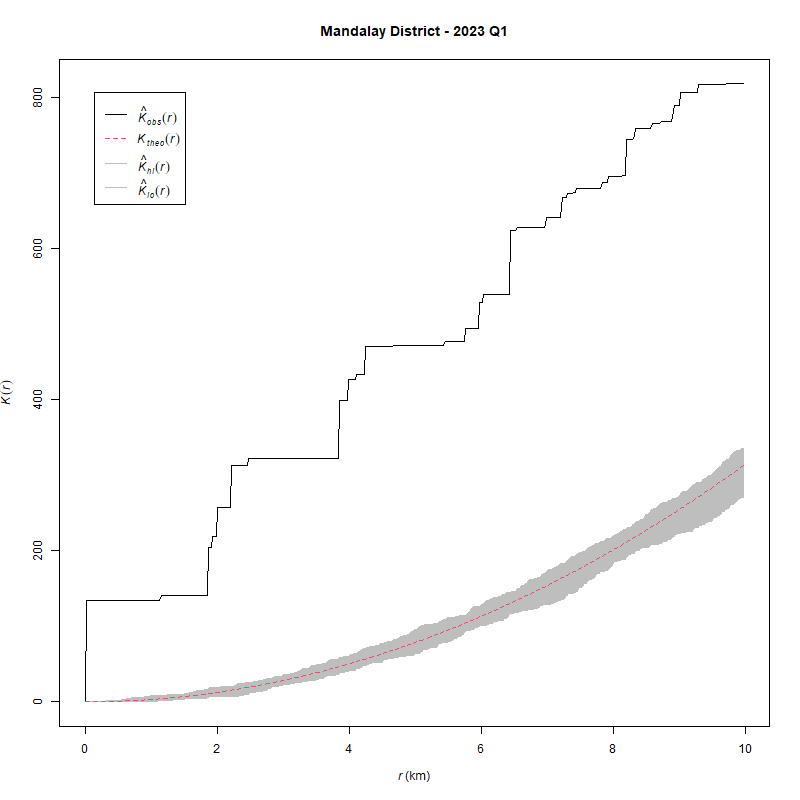 Mandalay District - 2023 Q1
K̂obs(r)
Ktheo(r)
K̂hi(r)
K̂lo(r)
K(r)
800
600
400
200
0
0 2 4 6 8 10
r (km)